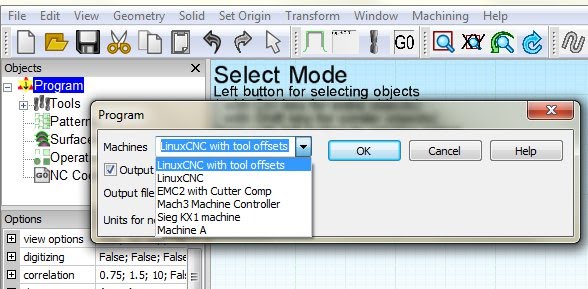 File Edit View Geometry Solid Set Origin Transform Window Machining Help
G0
Objects
Program
Tools
Pattern
Surface
Operat
G0 NC Co
Options
view options
digitizing False; False; Fals
correlation 0.75; 1.5; 10; Fal
Select Mode
Left button for selecting objects
Program
Machines LinuxCNC with tool offsets OK Cancel Help
LinuxCNC with tool offsets
Output LinuxCNC
EMC2 with Cutter Comp
Output file Mach3 Machine Controller
Sieg KX1 machine
Units for n Machine A